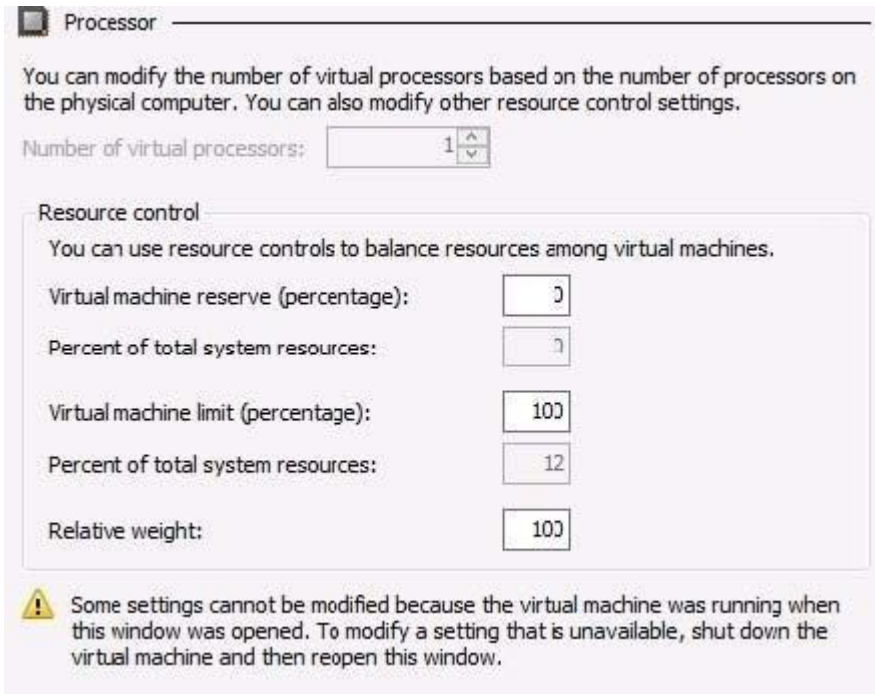 Processor
You can modify the number of virtual processors based on the number of processors on
the physical computer. You can also modify other resource control settings.
Number of virtual processors: 1
Resource control
You can use resource controls to balance resources among virtual machines.
Virtual machine reserve (percentage): 0
Percent of total system resources: 0
Virtual machine limit (percentage): 100
Percent of total system resources: 12
Relative weight: 100
Some settings cannot be modified because the virtual machine was running when
this window was opened. To modify a setting that is unavailable, shut down the
virtual machine and then reopen this window.